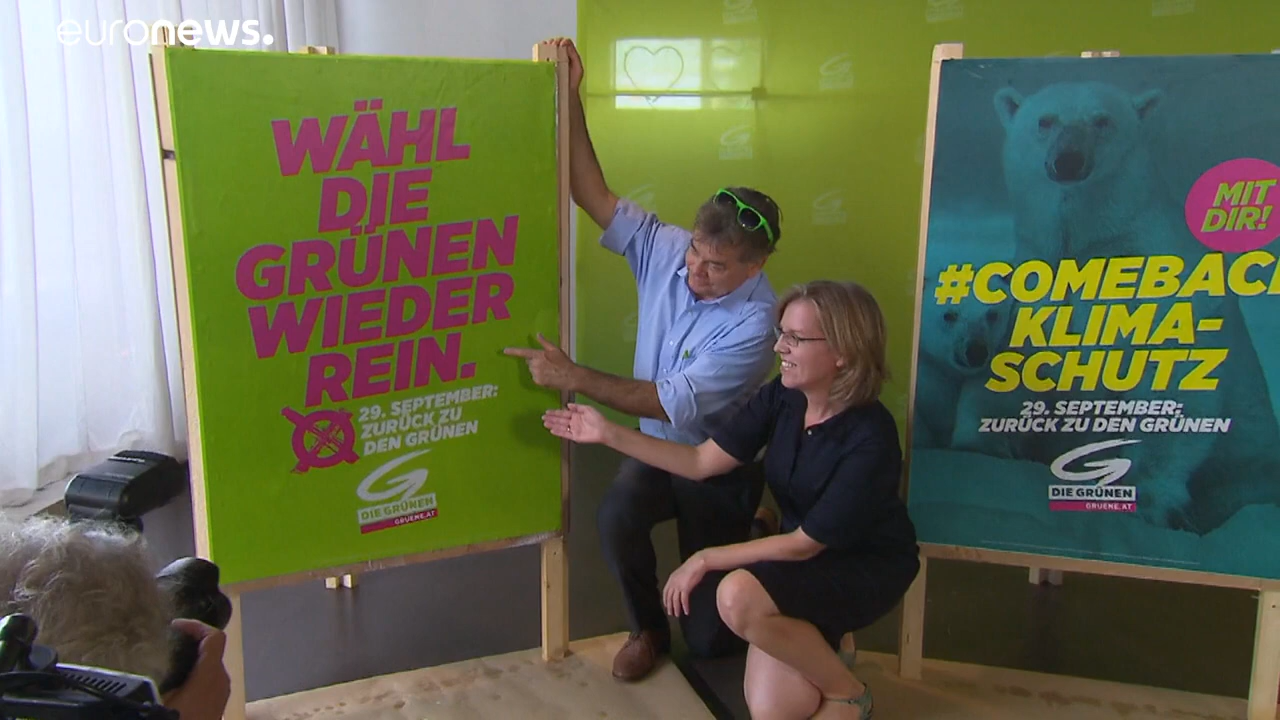 euronews.
WÄHL
DIE
GRÜNEN
WIEDER
REIN.
29. SEPTEMBER:
ZURÜCK ZU
DEN GRÜNEN
DIE GRÜNEN
GRUENE.AT
MIT
DIR!
#COMEBACK
KLIMA-
SCHUTZ
29. SEPTEMBER:
ZURÜCK ZU DEN GRÜNEN
DIE GRÜNEN
GRUENE.AT